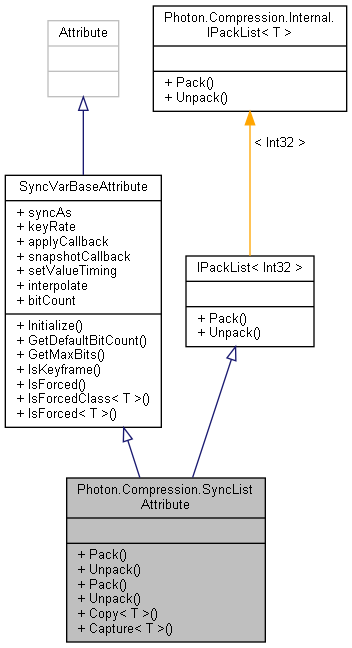 Attribute
Photon.Compression.Internal.
IPackList< T >
+ Pack()
+ Unpack()
< Int32 >
SyncVarBaseAttribute
+ syncAs
+ keyRate
+ applyCallback
+ snapshotCallback
+ setValueTiming
+ interpolate
+ bitCount
+ Initialize()
+ GetDefaultBitCount()
+ GetMaxBits()
+ IsKeyframe()
+ IsForced()
+ IsForcedClass< T >()
+ IsForced< T >()
IPackList< Int32 >
+ Pack()
+ Unpack()
Photon.Compression.SyncList
Attribute
+ Pack()
+ Unpack()
+ Pack()
+ Unpack()
+ Copy< T >()
+ Capture< T >()